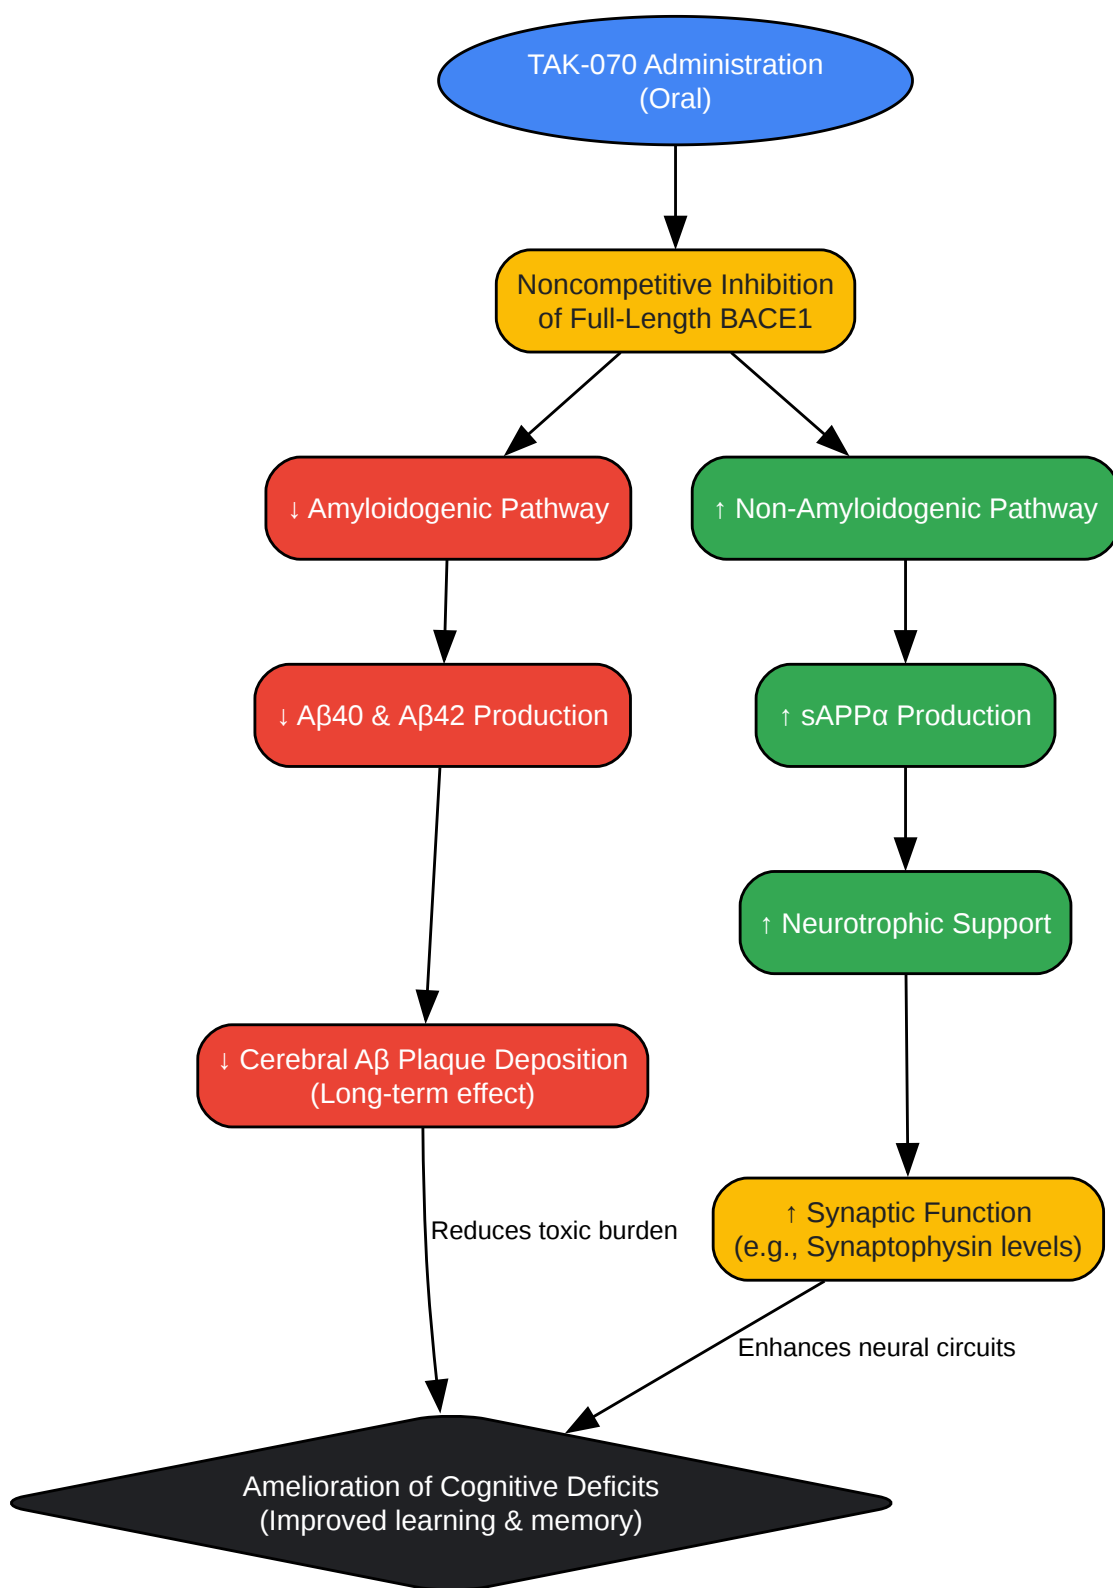 TAK-070 Administration
(Oral)
Noncompetitive Inhibition
of Full-Length BACE1
↓ Amyloidogenic Pathway
↑ Non-Amyloidogenic Pathway
↓ Aβ40 & Aβ42 Production
↑ sAPPα Production
↑ Neurotrophic Support
↓ Cerebral Aβ Plaque Deposition
(Long-term effect)
↑ Synaptic Function
(e.g., Synaptophysin levels)
Reduces toxic burden
Enhances neural circuits
Amelioration of Cognitive Deficits
(Improved learning & memory)